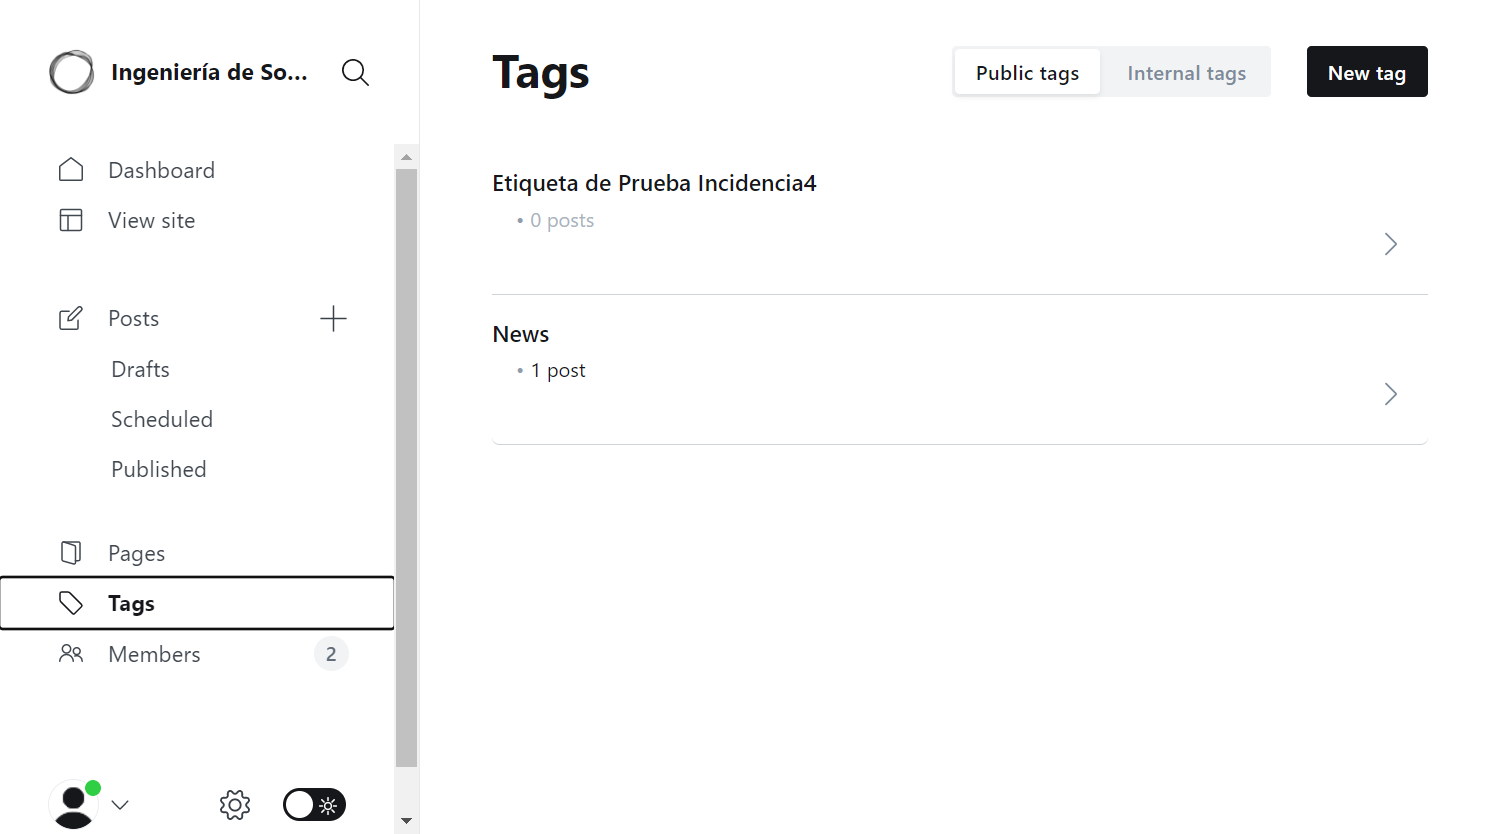 Ingeniería de So...
Dashboard
View site
Posts
Drafts
Scheduled
Published
Pages
Tags
Members 2
Tags
Public tags
Internal tags
New tag
Etiqueta de Prueba Incidencia4
• 0 posts
News
• 1 post